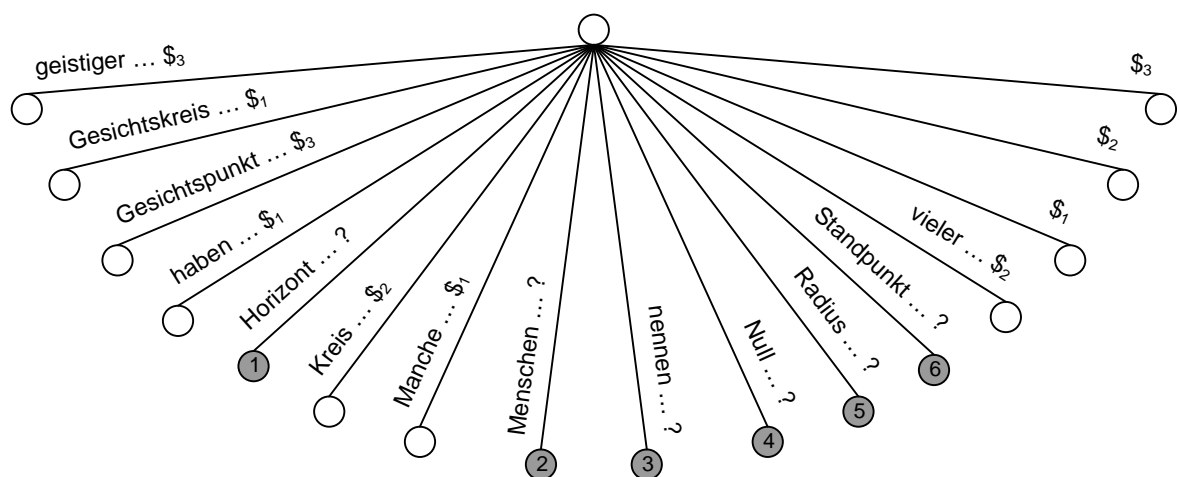 geistiger … $₃
Gesichtskreis … $₁
Gesichtspunkt … $₃
haben … $₁
Horizont … ?
Kreis … $₂
Manche … $₁
Menschen … ?
nennen … ?
Null … ?
Radius … ?
Standpunkt … ?
vieler … $₂
$₁
$₂
$₃
1
2
3
4
5
6